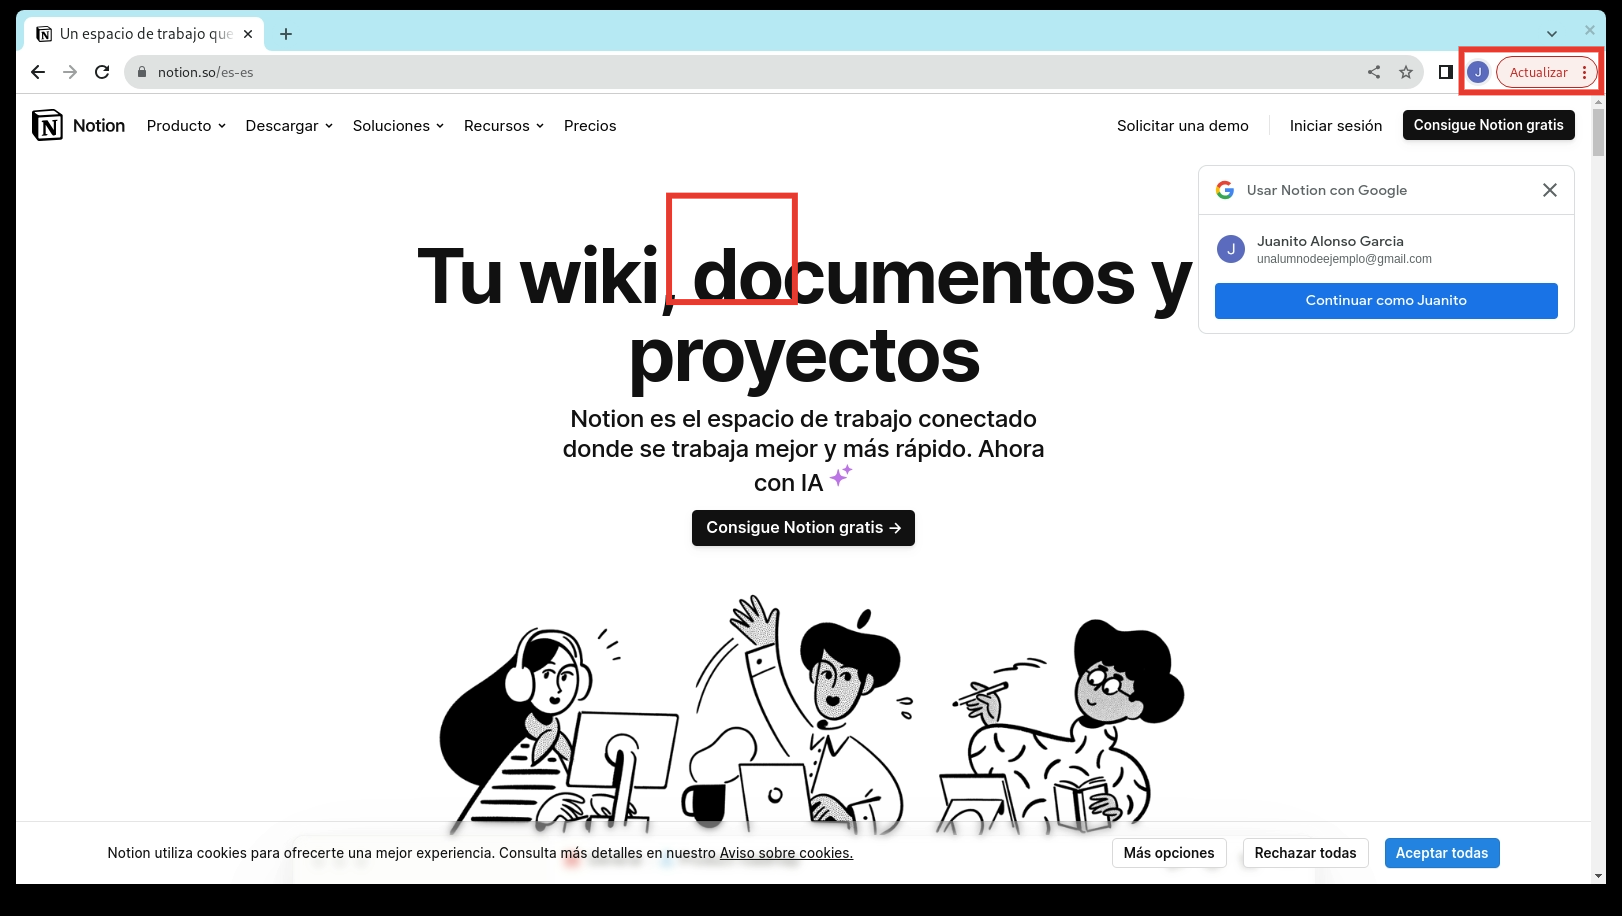 Un espacio de trabajo que
notion.so/es-es
J
Actualizar
Notion
Producto
Descargar
Soluciones
Recursos
Precios
Solicitar una demo
Iniciar sesión
Consigue Notion gratis
Usar Notion con Google
J
Juanito Alonso Garcia
unalumnodeejemplo@gmail.com
Continuar como Juanito
Tu wiki, documentos y
proyectos
Notion es el espacio de trabajo conectado
donde se trabaja mejor y más rápido. Ahora
con IA
Consigue Notion gratis →
Notion utiliza cookies para ofrecerte una mejor experiencia. Consulta más detalles en nuestro Aviso sobre cookies.
Más opciones
Rechazar todas
Aceptar todas